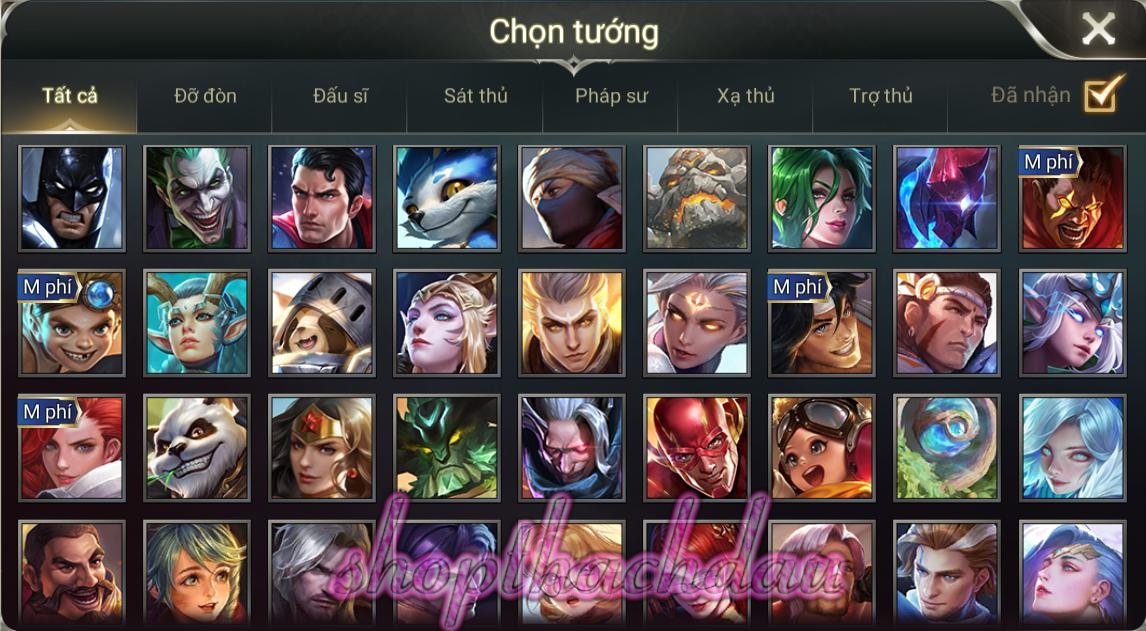 Chọn tướng
Tất cả Đỡ đòn Đấu sĩ Sát thủ Pháp sư Xạ thủ Trợ thủ Đã nhận
M phí
M phí M phí
M phí
shopthachdau